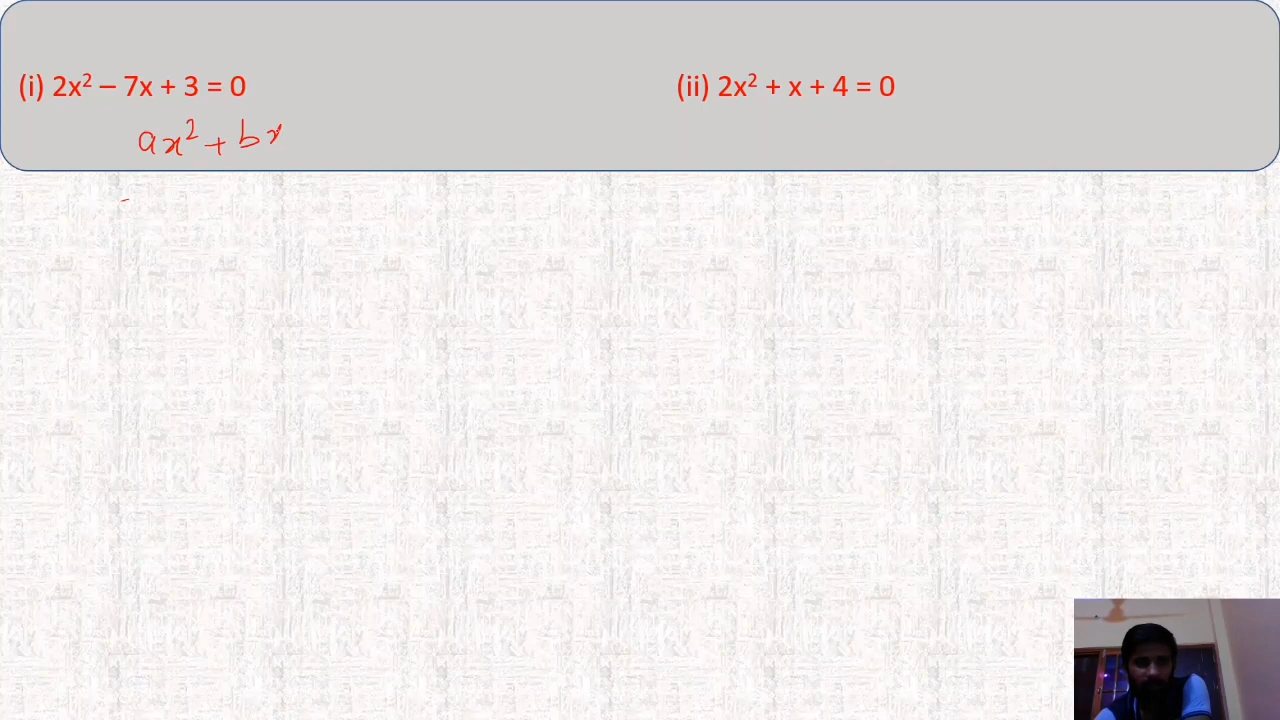 (i) 2x² – 7x + 3 = 0 (ii) 2x² + x + 4 = 0
ax² + bx